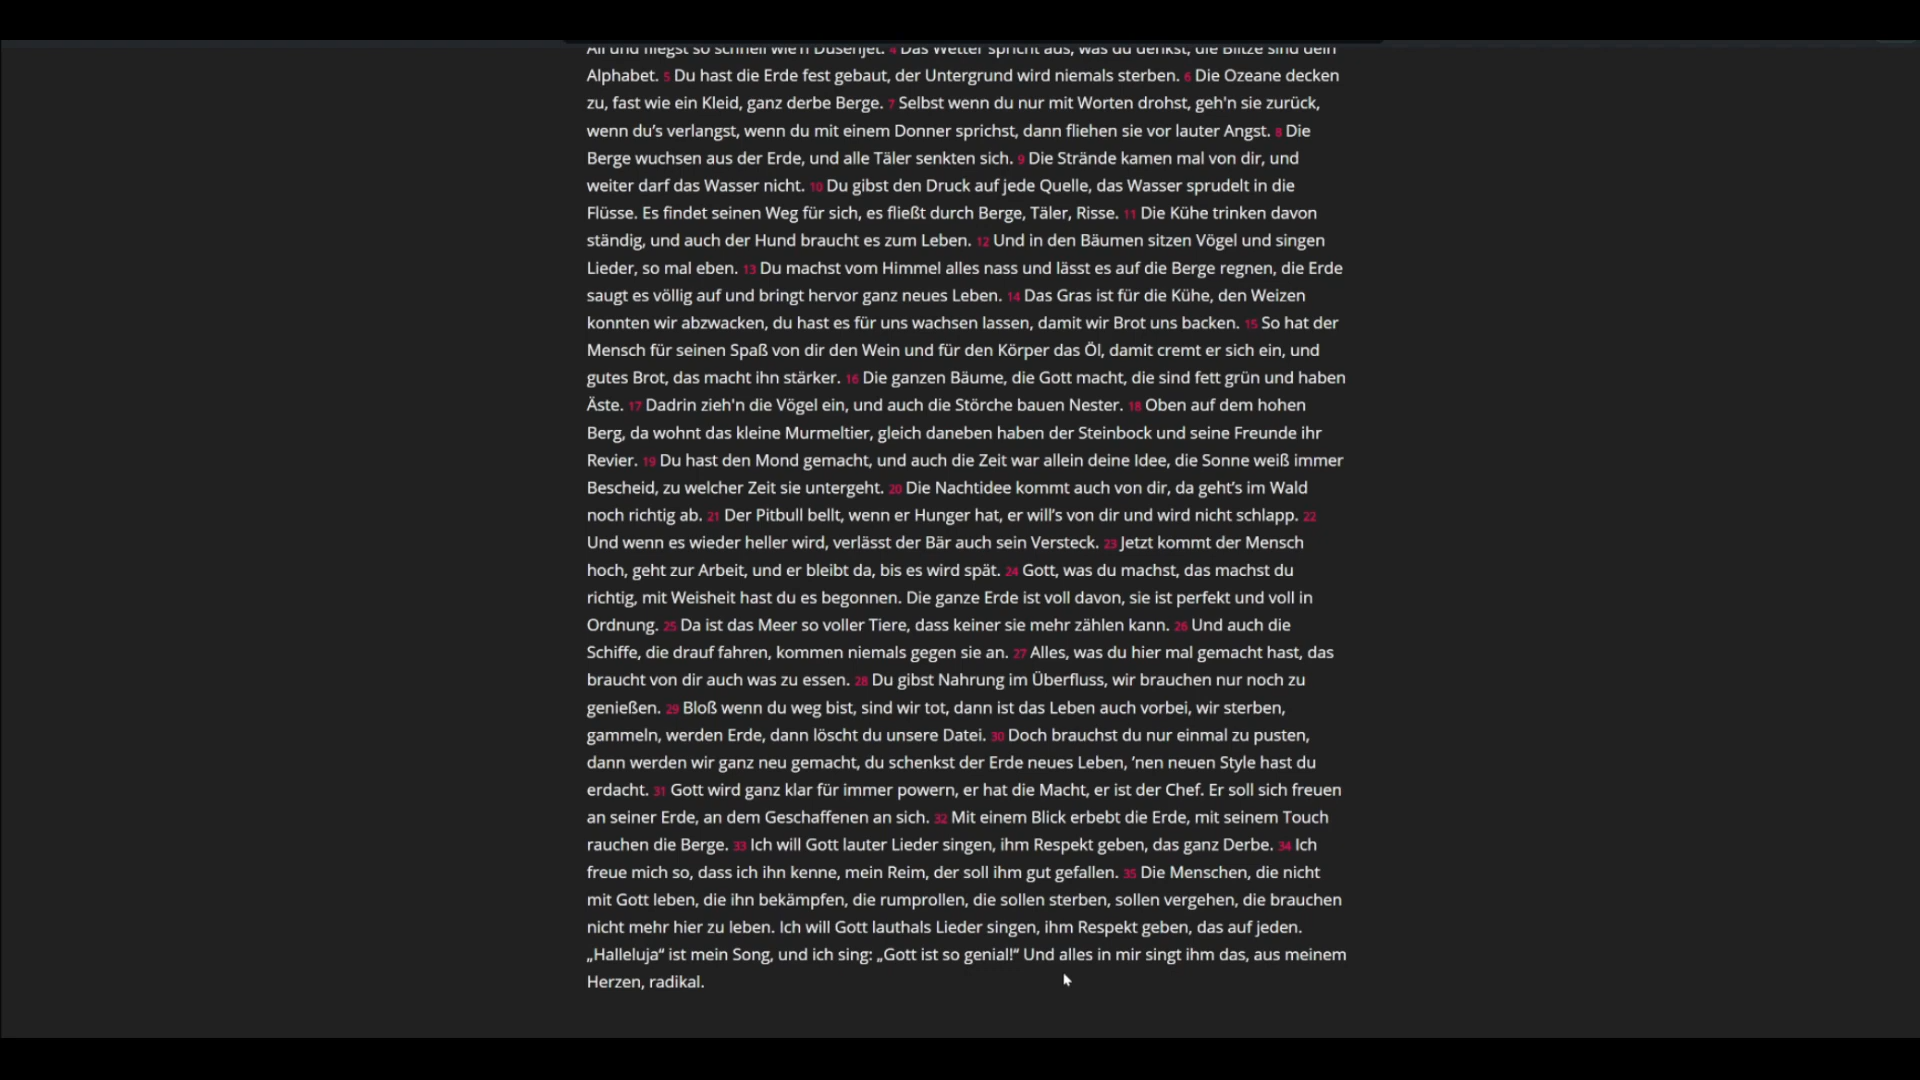 All und fliegst so schnell wie'n Düsenjet. 4 Das Wetter spricht aus, was du denkst, die Blitze sind dein
Alphabet. 5 Du hast die Erde fest gebaut, der Untergrund wird niemals sterben. 6 Die Ozeane decken
zu, fast wie ein Kleid, ganz derbe Berge. 7 Selbst wenn du nur mit Worten drohst, geh'n sie zurück,
wenn du’s verlangst, wenn du mit einem Donner sprichst, dann fliehen sie vor lauter Angst. 8 Die
Berge wuchsen aus der Erde, und alle Täler senkten sich. 9 Die Strände kamen mal von dir, und
weiter darf das Wasser nicht. 10 Du gibst den Druck auf jede Quelle, das Wasser sprudelt in die
Flüsse. Es findet seinen Weg für sich, es fließt durch Berge, Täler, Risse. 11 Die Kühe trinken davon
ständig, und auch der Hund braucht es zum Leben. 12 Und in den Bäumen sitzen Vögel und singen
Lieder, so mal eben. 13 Du machst vom Himmel alles nass und lässt es auf die Berge regnen, die Erde
saugt es völlig auf und bringt hervor ganz neues Leben. 14 Das Gras ist für die Kühe, den Weizen
konnten wir abzwacken, du hast es für uns wachsen lassen, damit wir Brot uns backen. 15 So hat der
Mensch für seinen Spaß von dir den Wein und für den Körper das Öl, damit cremt er sich ein, und
gutes Brot, das macht ihn stärker. 16 Die ganzen Bäume, die Gott macht, die sind fett grün und haben
Äste. 17 Dadrin zieh'n die Vögel ein, und auch die Störche bauen Nester. 18 Oben auf dem hohen
Berg, da wohnt das kleine Murmeltier, gleich daneben haben der Steinbock und seine Freunde ihr
Revier. 19 Du hast den Mond gemacht, und auch die Zeit war allein deine Idee, die Sonne weiß immer
Bescheid, zu welcher Zeit sie untergeht. 20 Die Nachtidee kommt auch von dir, da geht’s im Wald
noch richtig ab. 21 Der Pitbull bellt, wenn er Hunger hat, er will’s von dir und wird nicht schlapp. 22
Und wenn es wieder heller wird, verlässt der Bär auch sein Versteck. 23 Jetzt kommt der Mensch
hoch, geht zur Arbeit, und er bleibt da, bis es wird spät. 24 Gott, was du machst, das machst du
richtig, mit Weisheit hast du es begonnen. Die ganze Erde ist voll davon, sie ist perfekt und voll in
Ordnung. 25 Da ist das Meer so voller Tiere, dass keiner sie mehr zählen kann. 26 Und auch die
Schiffe, die drauf fahren, kommen niemals gegen sie an. 27 Alles, was du hier mal gemacht hast, das
braucht von dir auch was zu essen. 28 Du gibst Nahrung im Überfluss, wir brauchen nur noch zu
genießen. 29 Bloß wenn du weg bist, sind wir tot, dann ist das Leben auch vorbei, wir sterben,
gammeln, werden Erde, dann löscht du unsere Datei. 30 Doch brauchst du nur einmal zu pusten,
dann werden wir ganz neu gemacht, du schenkst der Erde neues Leben, ’nen neuen Style hast du
erdacht. 31 Gott wird ganz klar für immer powern, er hat die Macht, er ist der Chef. Er soll sich freuen
an seiner Erde, an dem Geschaffenen an sich. 32 Mit einem Blick erbebt die Erde, mit seinem Touch
rauchen die Berge. 33 Ich will Gott lauter Lieder singen, ihm Respekt geben, das ganz Derbe. 34 Ich
freue mich so, dass ich ihn kenne, mein Reim, der soll ihm gut gefallen. 35 Die Menschen, die nicht
mit Gott leben, die ihn bekämpfen, die rumprollen, die sollen sterben, sollen vergehen, die brauchen
nicht mehr hier zu leben. Ich will Gott lauthals Lieder singen, ihm Respekt geben, das auf jeden.
„Halleluja“ ist mein Song, und ich sing: „Gott ist so genial!“ Und alles in mir singt ihm das, aus meinem
Herzen, radikal.